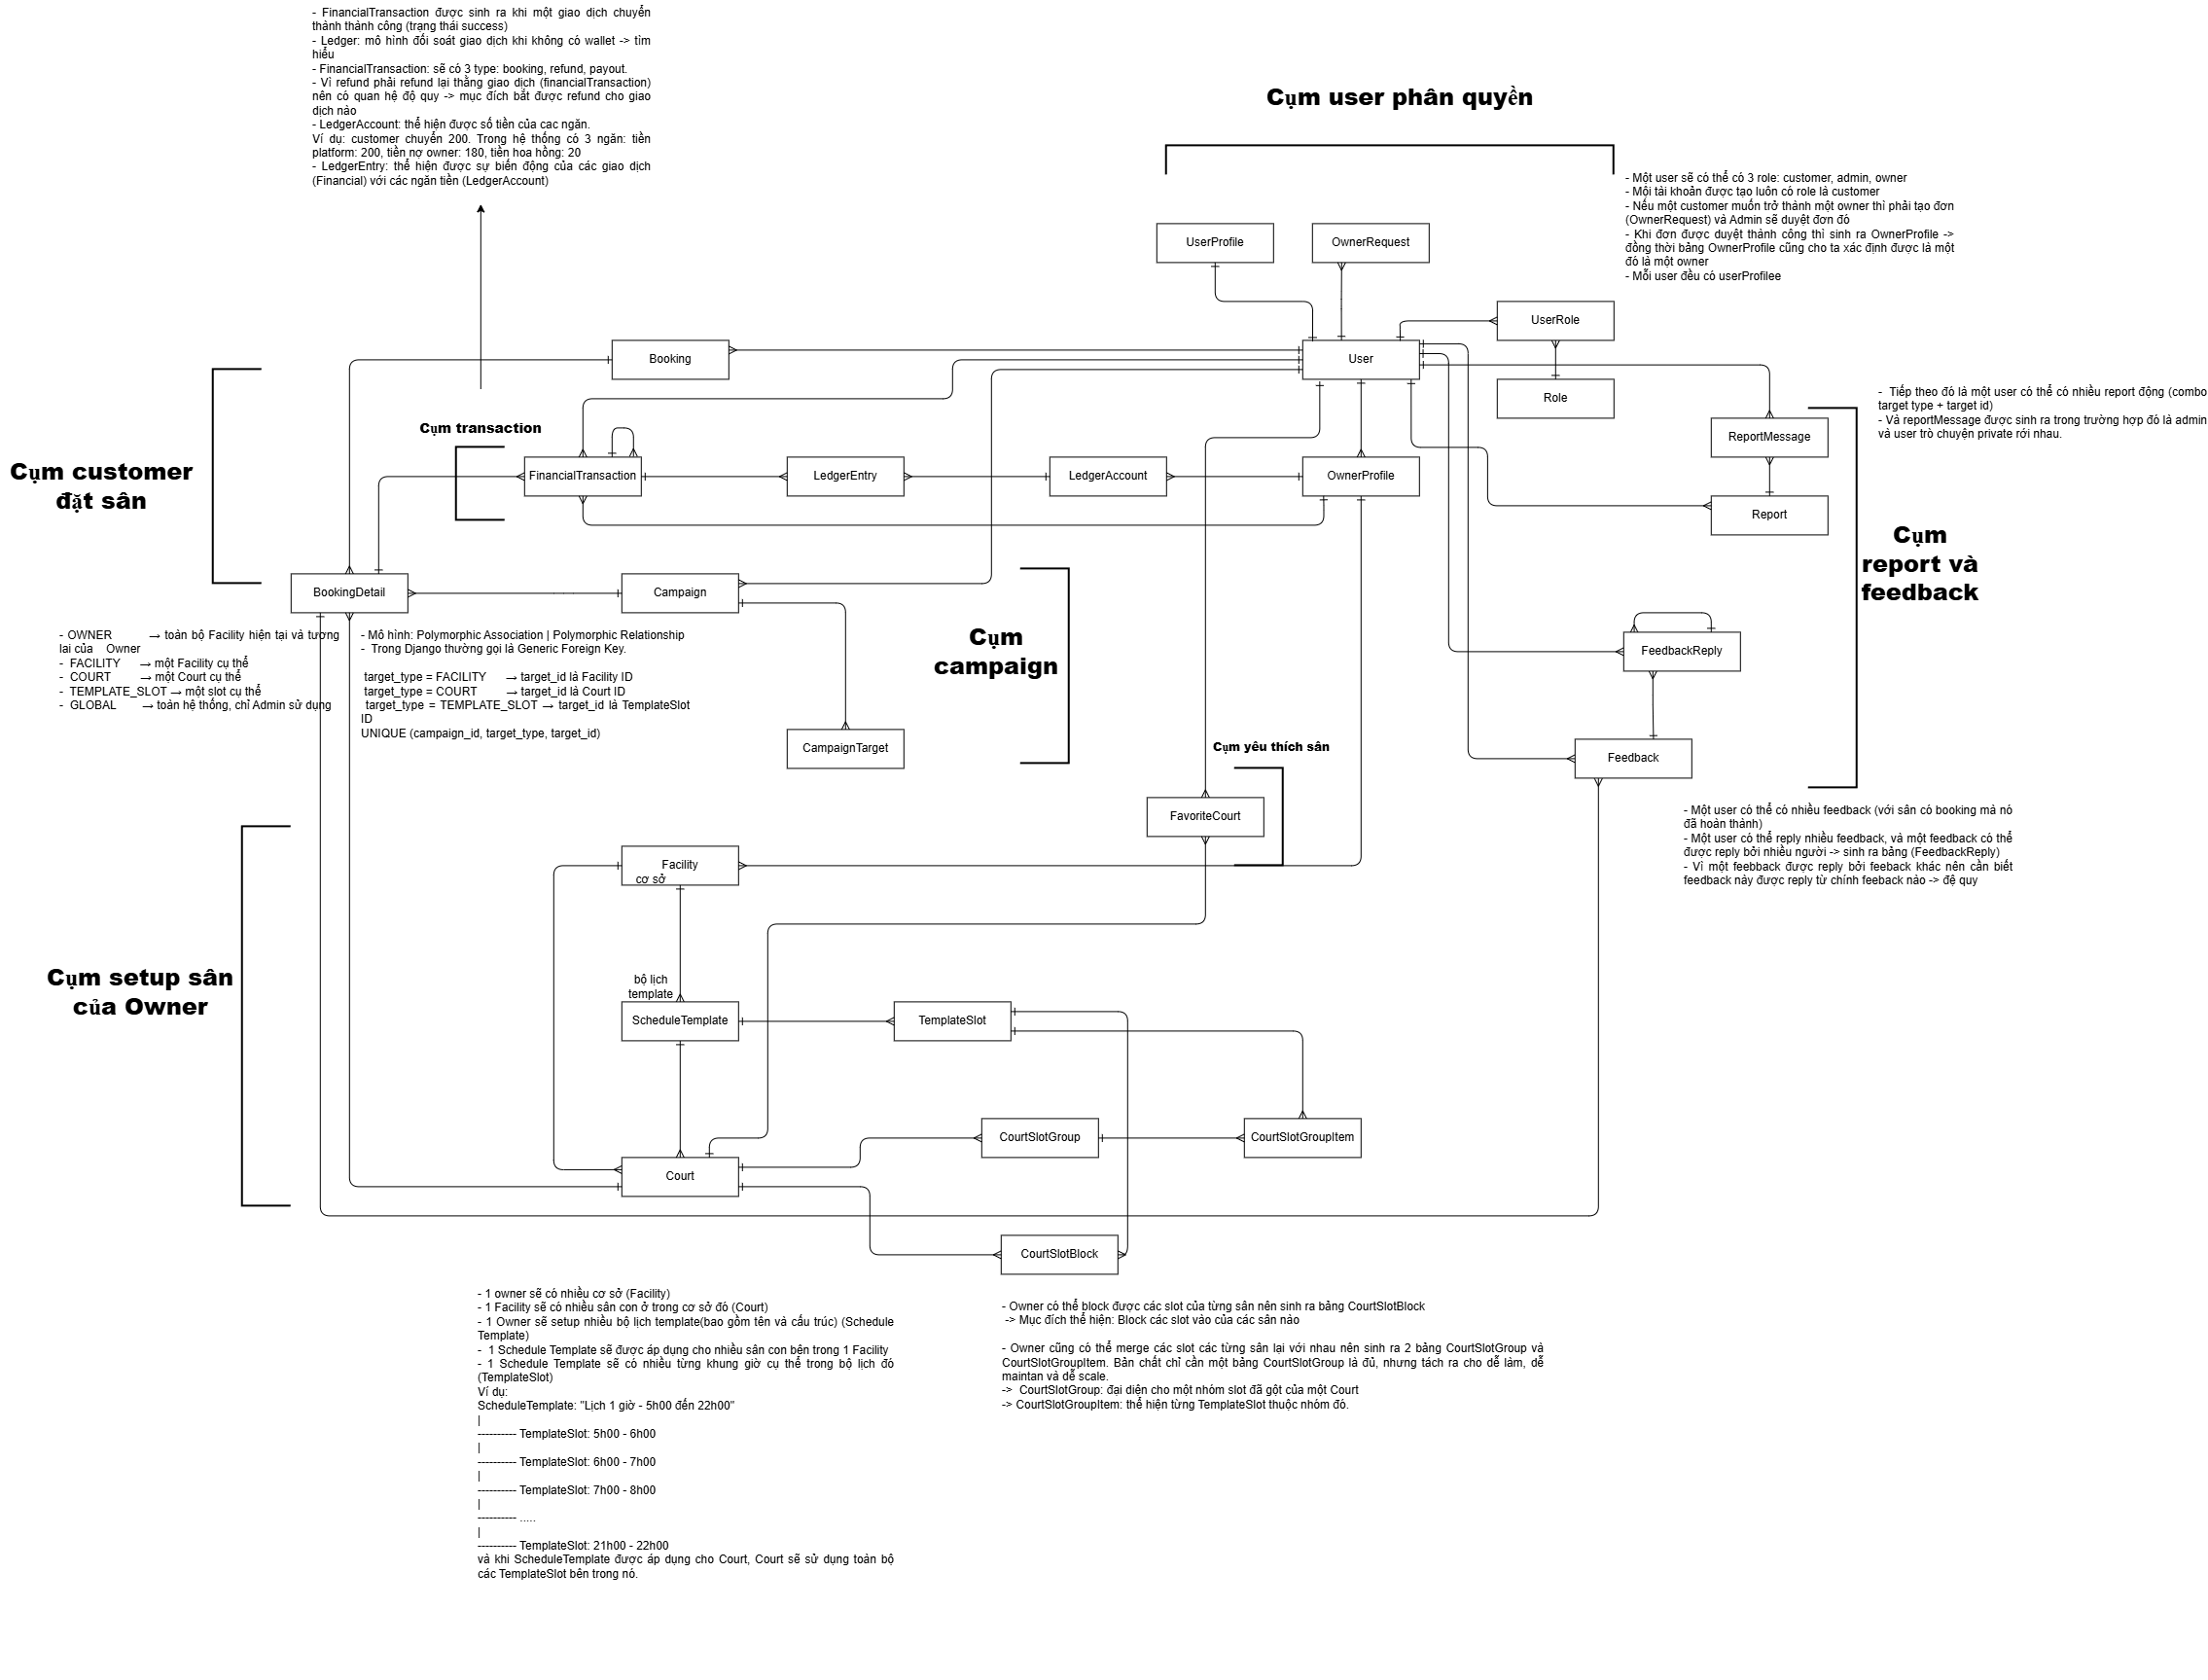 - FinancialTransaction được sinh ra khi một giao dịch chuyển
thành thành công (trạng thái success)
- Ledger: mô hình đối soát giao dịch khi không có wallet -> tìm
hiểu
- FinancialTransaction: sẽ có 3 type: booking, refund, payout.
- Vì refund phải refund lại thằng giao dịch (financialTransaction)
nên có quan hệ độ quy -> mục đích bắt được refund cho giao
dịch nào
- LedgerAccount: thể hiện được số tiền của cac ngăn.
Ví dụ: customer chuyển 200. Trong hệ thống có 3 ngăn: tiền
platform: 200, tiền nợ owner: 180, tiền hoa hồng: 20
- LedgerEntry: thể hiện được sự biến động của các giao dịch
(Financial) với các ngăn tiền (LedgerAccount)
Cụm user phân quyền
- Một user sẽ có thể có 3 role: customer, admin, owner
- Mỗi tài khoản được tạo luôn có role là customer
- Nếu một customer muốn trở thành một owner thì phải tạo đơn
(OwnerRequest) và Admin sẽ duyệt đơn đó
- Khi đơn được duyệt thành công thì sinh ra OwnerProfile ->
đồng thời bảng OwnerProfile cũng cho ta xác định được là một
đó là một owner
- Mỗi user đều có userProfilee
UserProfile
OwnerRequest
UserRole
Booking
User
Role
- Tiếp theo đó là một user có thể có nhiều report động (combo
target type + target id)
- Và reportMessage được sinh ra trong trường hợp đó là admin
và user trò chuyện private rới nhau.
Cụm transaction
ReportMessage
Cụm customer
đặt sân
FinancialTransaction
LedgerEntry
LedgerAccount
OwnerProfile
Report
Cụm
report và
feedback
BookingDetail
Campaign
- OWNER → toàn bộ Facility hiện tại và tương
lai của Owner
- FACILITY → một Facility cụ thể
- COURT → một Court cụ thể
- TEMPLATE_SLOT → một slot cụ thể
- GLOBAL → toàn hệ thống, chỉ Admin sử dụng
- Mô hình: Polymorphic Association | Polymorphic Relationship
- Trong Django thường gọi là Generic Foreign Key.
target_type = FACILITY → target_id là Facility ID
target_type = COURT → target_id là Court ID
target_type = TEMPLATE_SLOT → target_id là TemplateSlot
ID
UNIQUE (campaign_id, target_type, target_id)
Cụm
campaign
FeedbackReply
CampaignTarget
Cụm yêu thích sân
Feedback
FavoriteCourt
- Một user có thể có nhiều feedback (với sân có booking mà nó
đã hoàn thành)
- Một user có thể reply nhiều feedback, và một feedback có thể
được reply bởi nhiều người -> sinh ra bảng (FeedbackReply)
- Vì một feebback được reply bởi feeback khác nên cần biết
feedback này được reply từ chính feeback nào -> đệ quy
Facility
cơ sở
Cụm setup sân
của Owner
bộ lịch
template
ScheduleTemplate
TemplateSlot
CourtSlotGroup
CourtSlotGroupItem
Court
CourtSlotBlock
- 1 owner sẽ có nhiều cơ sở (Facility)
- 1 Facility sẽ có nhiều sân con ở trong cơ sở đó (Court)
- 1 Owner sẽ setup nhiều bộ lịch template(bao gồm tên và cấu trúc) (Schedule
Template)
- 1 Schedule Template sẽ được áp dụng cho nhiều sân con bên trong 1 Facility
- 1 Schedule Template sẽ có nhiều từng khung giờ cụ thể trong bộ lịch đó
(TemplateSlot)
Ví dụ:
ScheduleTemplate: "Lịch 1 giờ - 5h00 đến 22h00"
|
---------- TemplateSlot: 5h00 - 6h00
|
---------- TemplateSlot: 6h00 - 7h00
|
---------- TemplateSlot: 7h00 - 8h00
|
---------- .....
|
---------- TemplateSlot: 21h00 - 22h00
và khi ScheduleTemplate được áp dụng cho Court, Court sẽ sử dụng toàn bộ
các TemplateSlot bên trong nó.
- Owner có thể block được các slot của từng sân nên sinh ra bảng CourtSlotBlock
-> Mục đích thể hiện: Block các slot vào của các sân nào
- Owner cũng có thể merge các slot các từng sân lại với nhau nên sinh ra 2 bảng CourtSlotGroup và
CourtSlotGroupItem. Bản chất chỉ cần một bảng CourtSlotGroup là đủ, nhưng tách ra cho dễ làm, dễ
maintan và dễ scale.
-> CourtSlotGroup: đại diện cho một nhóm slot đã gột của một Court
-> CourtSlotGroupItem: thể hiện từng TemplateSlot thuộc nhóm đó.